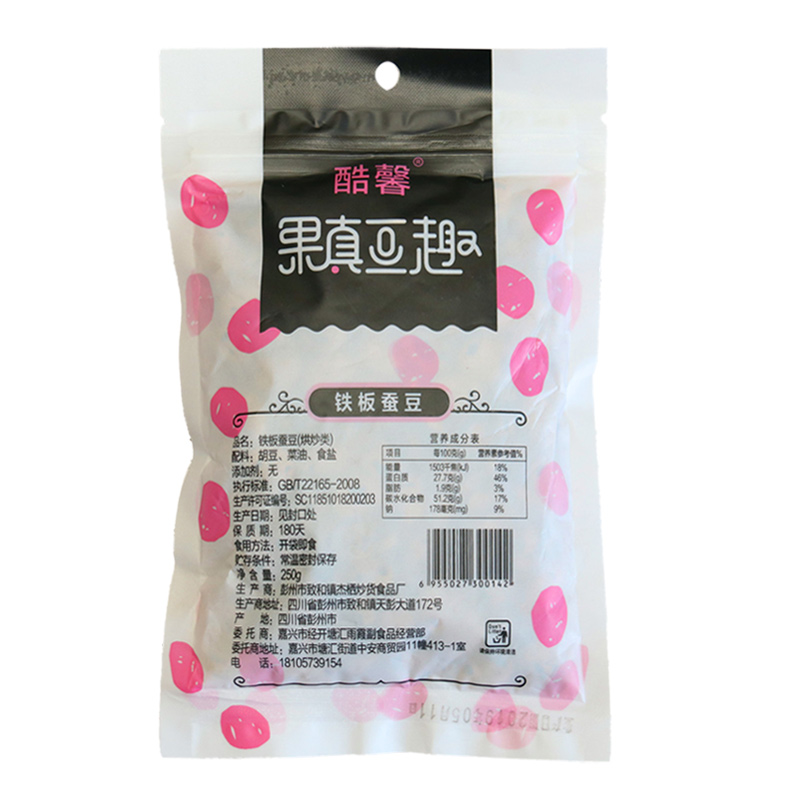 酷馨®
果真豆趣
铁板蚕豆
品名：铁板蚕豆(烘炒类)
配料：胡豆、菜油、食盐
添加剂：无
执行标准：GB/T22165-2008
生产许可证编号：SC11851018200203
生产日期：见封口处
保质期：180天
食用方法：开袋即食
贮存条件：常温密封保存
净含量：250g
生产商：彭州市致和镇杰栖炒货食品厂
生产商地址：四川省彭州市致和镇天彭大道172号
产地：四川省彭州市
委托商：嘉兴市经开塘汇雨霞副食品经营部
委托商地址：嘉兴市塘汇街道中安商贸园11幢413-1室
电话：18105739154
营养成分表
项目 每100克(g) 营养素参考值%
能量 1503千焦(kJ) 18%
蛋白质 27.7克(g) 46%
脂肪 1.9克(g) 3%
碳水化合物 51.2克(g) 17%
钠 178毫克(mg) 9%
6 955027 300142